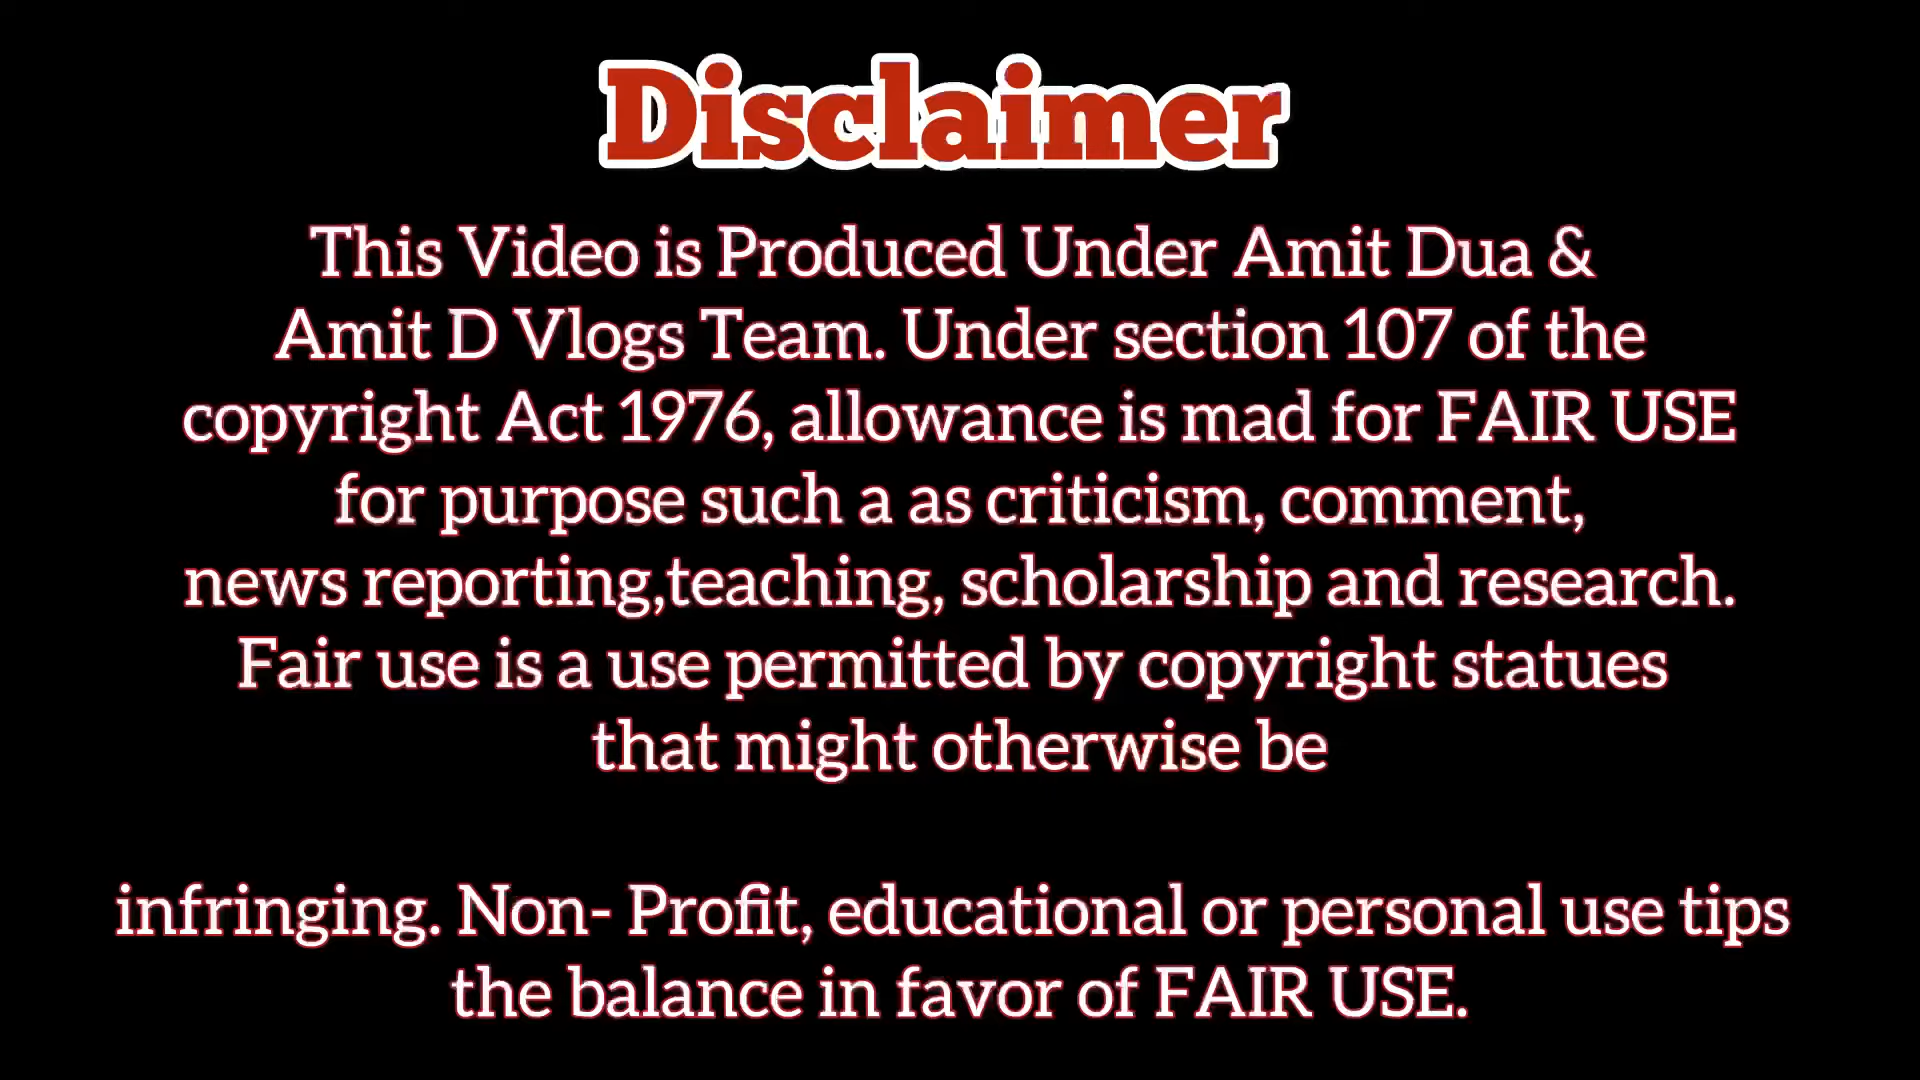 Disclaimer
This Video is Produced Under Amit Dua &
Amit D Vlogs Team. Under section 107 of the
copyright Act 1976, allowance is mad for FAIR USE
for purpose such a as criticism, comment,
news reporting,teaching, scholarship and research.
Fair use is a use permitted by copyright statues
that might otherwise be
infringing. Non- Profit, educational or personal use tips
the balance in favor of FAIR USE.